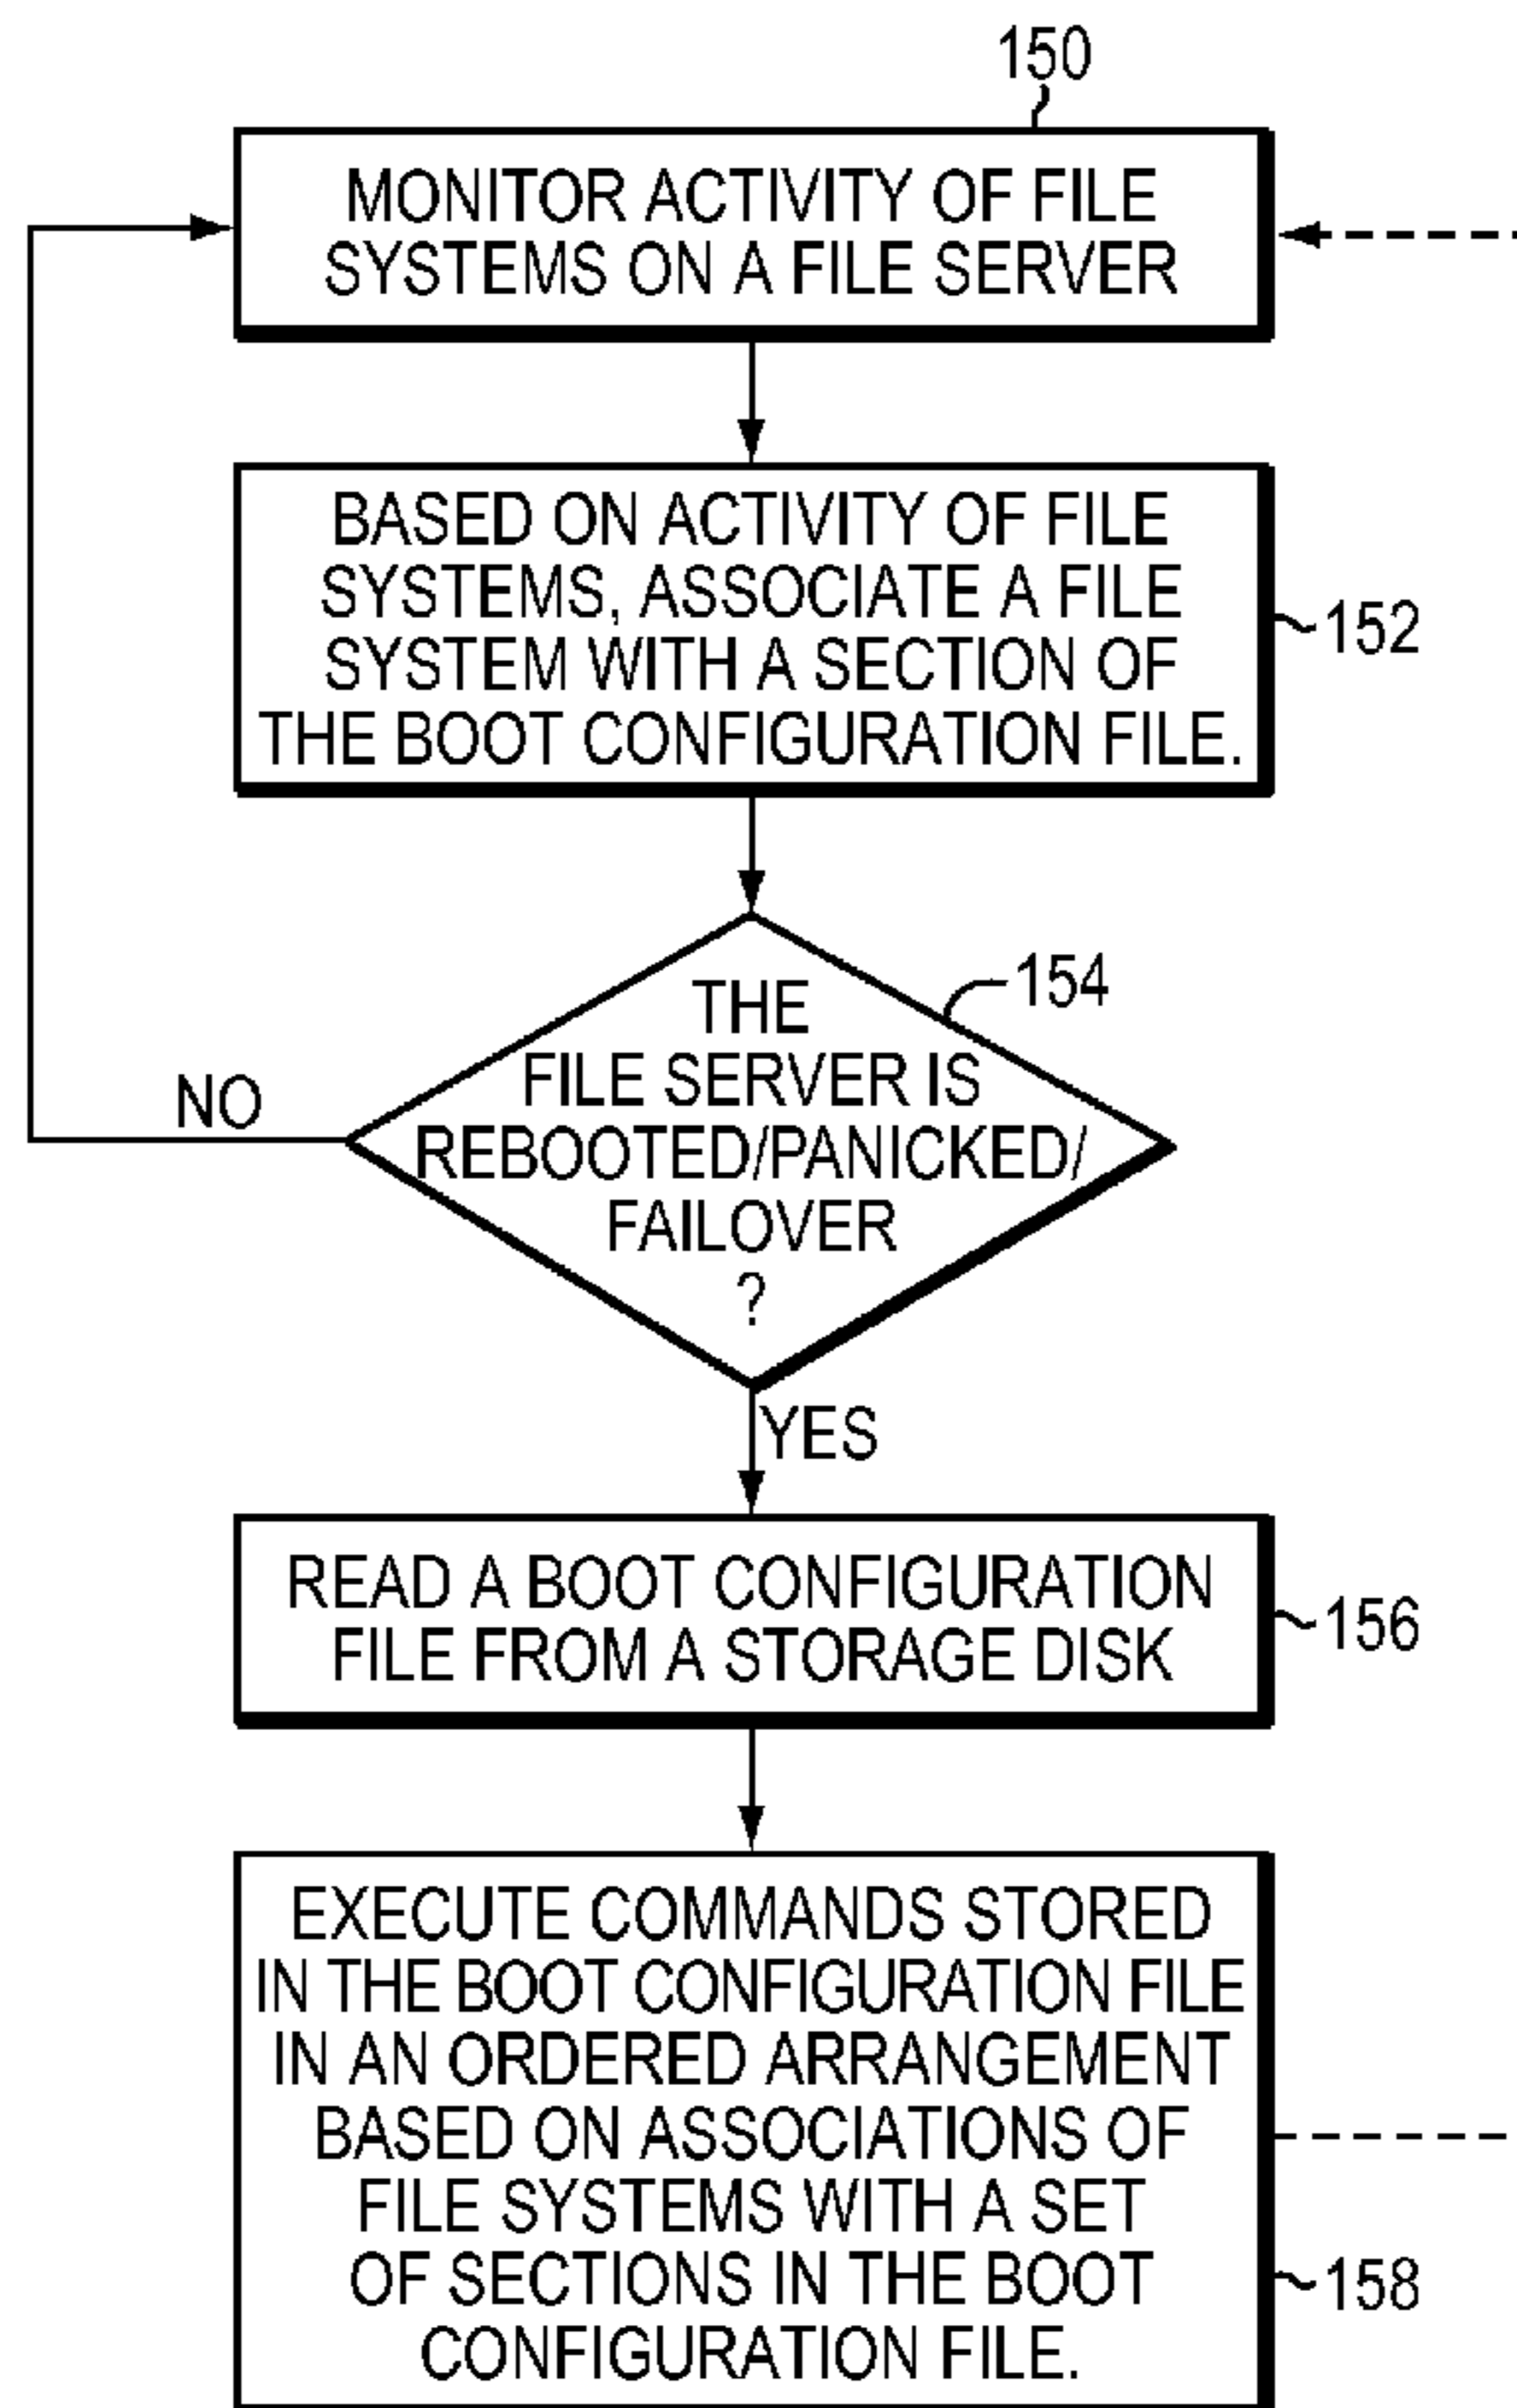 150
MONITOR ACTIVITY OF FILE
SYSTEMS ON A FILE SERVER
BASED ON ACTIVITY OF FILE
SYSTEMS, ASSOCIATE A FILE
SYSTEM WITH A SECTION OF
THE BOOT CONFIGURATION FILE.
152
154
THE
FILE SERVER IS
REBOOTED/PANICKED/
FAILOVER
?
NO
YES
READ A BOOT CONFIGURATION
FILE FROM A STORAGE DISK
156
EXECUTE COMMANDS STORED
IN THE BOOT CONFIGURATION FILE
IN AN ORDERED ARRANGEMENT
BASED ON ASSOCIATIONS OF
FILE SYSTEMS WITH A SET
OF SECTIONS IN THE BOOT
CONFIGURATION FILE.
158